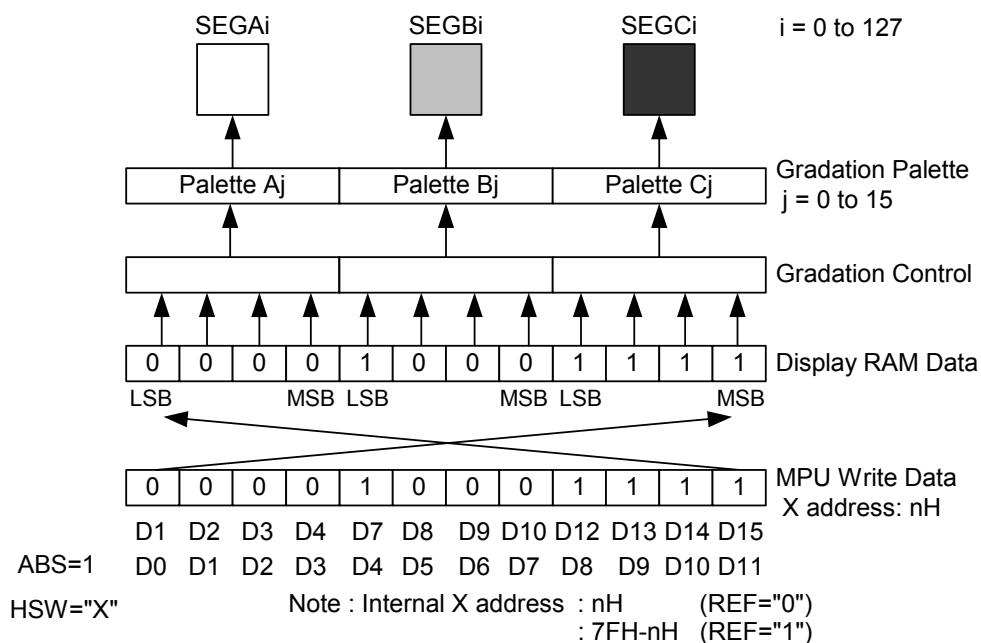 SEGAi SEGBi SEGCi i = 0 to 127
Palette Aj Palette Bj Palette Cj Gradation Palette
j = 0 to 15
Gradation Control
0 0 0 0 1 0 0 0 1 1 1 1 Display RAM Data
LSB MSB LSB MSB LSB MSB
0 0 0 0 1 0 0 0 1 1 1 1 MPU Write Data
X address: nH
D1 D2 D3 D4 D7 D8 D9 D10 D12 D13 D14 D15
ABS=1 D0 D1 D2 D3 D4 D5 D6 D7 D8 D9 D10 D11
HSW="X" Note : Internal X address : nH (REF="0")
: 7FH-nH (REF="1")